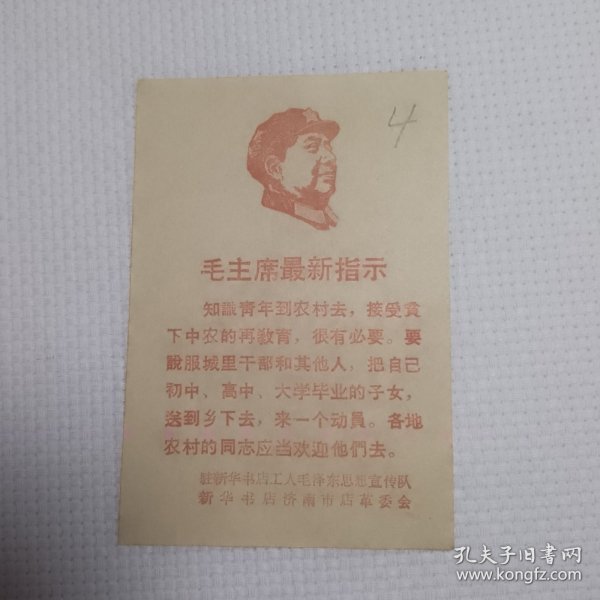 4
毛主席最新指示
知識青年到农村去，接受貧
下中农的再教育，很有必要。要
說服城里干部和其他人，把自己
初中、高中、大学毕业的子女，
送到乡下去，来一个动員。各地
农村的同志应当欢迎他們去。
驻新华书店工人毛泽东思想宣传队
新华书店济南市店革委会
孔夫子旧书网
www.kongfz.com